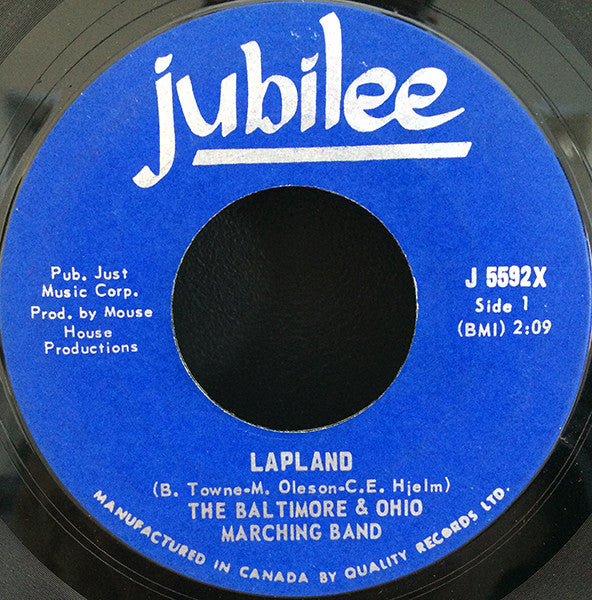 jubilee
Pub. Just
Music Corp.
Prod. by Mouse
House
Productions
J 5592X
Side 1
(BMI) 2:09
LAPLAND
(B. Towne-M. Oleson-C.E. Hjelm)
THE BALTIMORE & OHIO
MARCHING BAND
MANUFACTURED IN CANADA BY QUALITY RECORDS LTD.